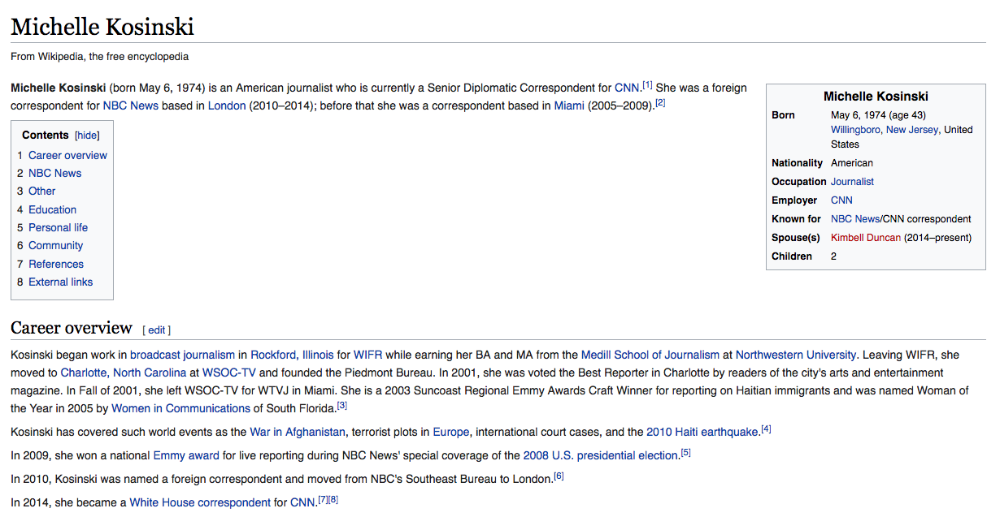 Michelle Kosinski
From Wikipedia, the free encyclopedia
Michelle Kosinski (born May 6, 1974) is an American journalist who is currently a Senior Diplomatic Correspondent for CNN.[1] She was a foreign
correspondent for NBC News based in London (2010–2014); before that she was a correspondent based in Miami (2005–2009).[2]
Michelle Kosinski
Born May 6, 1974 (age 43)
Willingboro, New Jersey, United
States
Nationality American
Occupation Journalist
Employer CNN
Known for NBC News/CNN correspondent
Spouse(s) Kimbell Duncan (2014–present)
Children 2
Contents [hide]
1 Career overview
2 NBC News
3 Other
4 Education
5 Personal life
6 Community
7 References
8 External links
Career overview [ edit ]
Kosinski began work in broadcast journalism in Rockford, Illinois for WIFR while earning her BA and MA from the Medill School of Journalism at Northwestern University. Leaving WIFR, she
moved to Charlotte, North Carolina at WSOC-TV and founded the Piedmont Bureau. In 2001, she was voted the Best Reporter in Charlotte by readers of the city's arts and entertainment
magazine. In Fall of 2001, she left WSOC-TV for WTVJ in Miami. She is a 2003 Suncoast Regional Emmy Awards Craft Winner for reporting on Haitian immigrants and was named Woman of
the Year in 2005 by Women in Communications of South Florida.[3]
Kosinski has covered such world events as the War in Afghanistan, terrorist plots in Europe, international court cases, and the 2010 Haiti earthquake.[4]
In 2009, she won a national Emmy award for live reporting during NBC News' special coverage of the 2008 U.S. presidential election.[5]
In 2010, Kosinski was named a foreign correspondent and moved from NBC's Southeast Bureau to London.[6]
In 2014, she became a White House correspondent for CNN.[7][8]